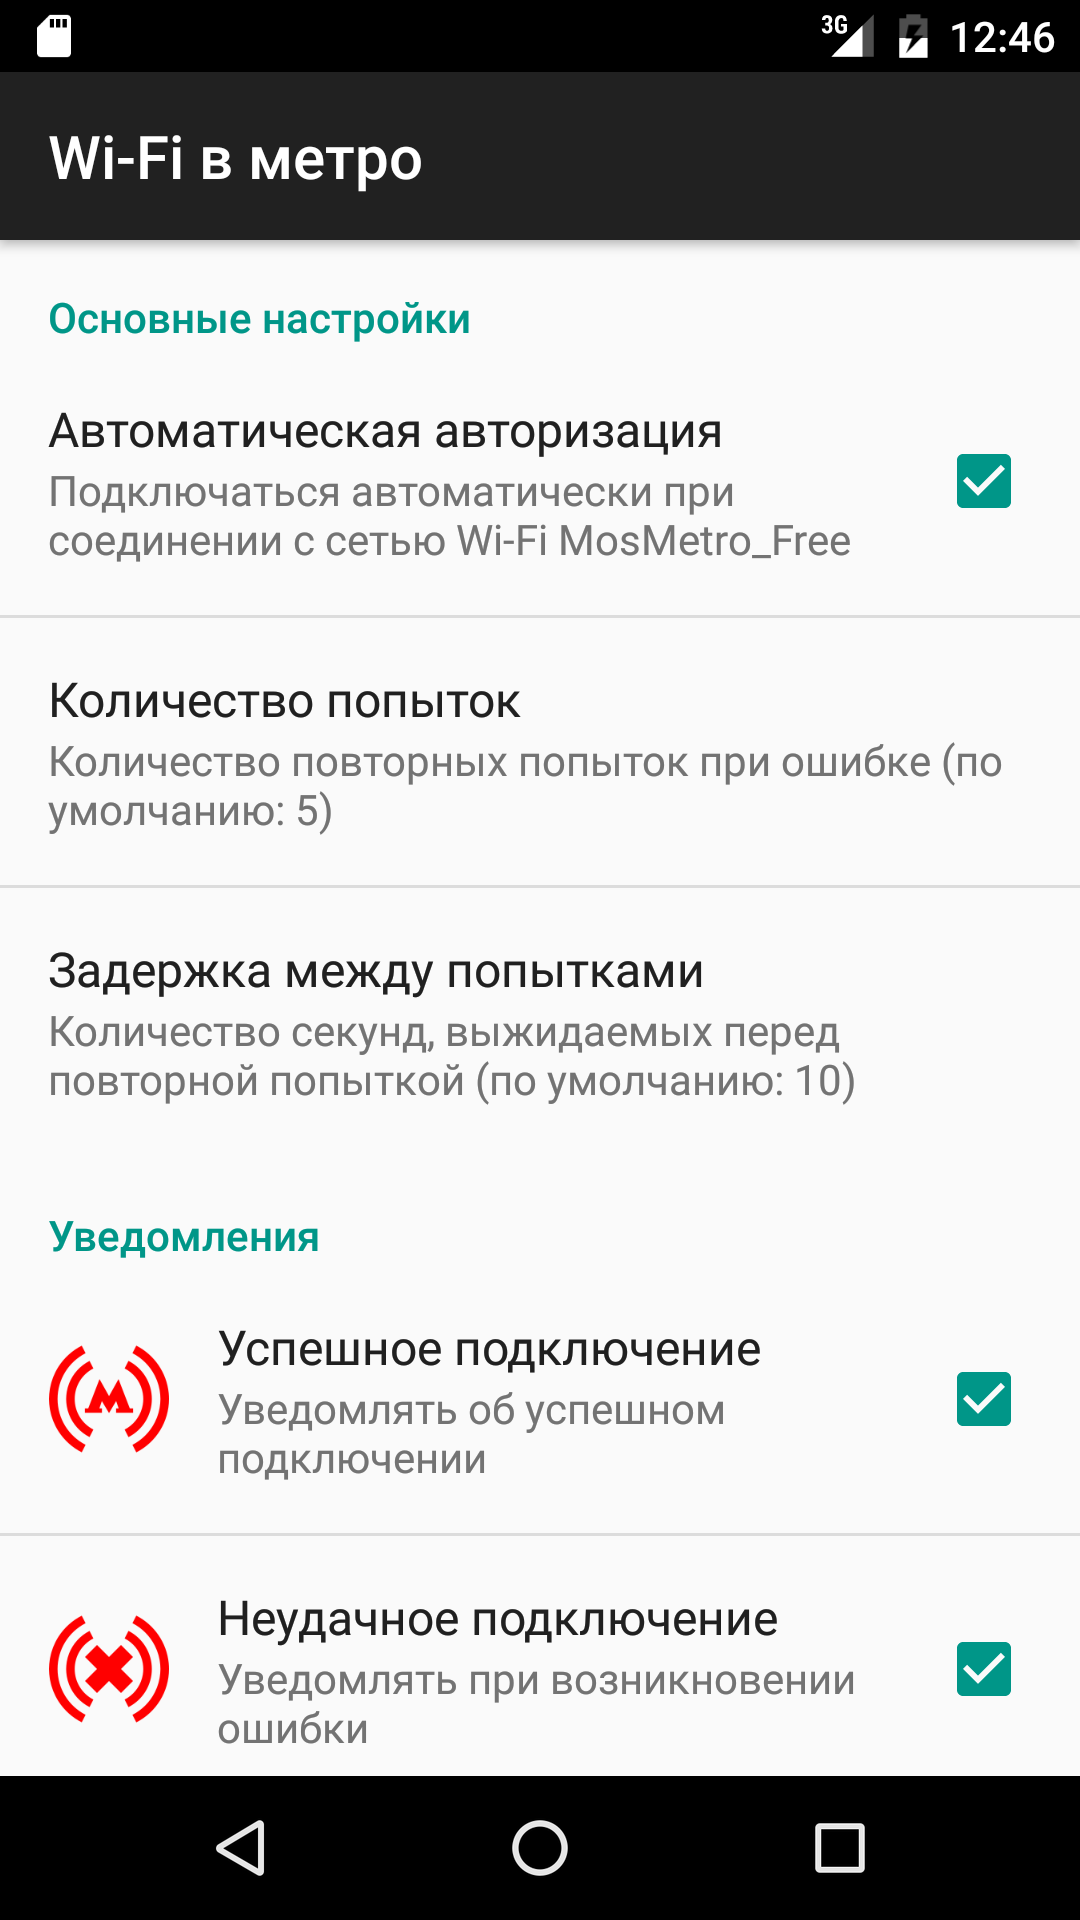 3G 12:46
Wi-Fi в метро
Основные настройки
Автоматическая авторизация
Подключаться автоматически при
соединении с сетью Wi-Fi MosMetro_Free
Количество попыток
Количество повторных попыток при ошибке (по
умолчанию: 5)
Задержка между попытками
Количество секунд, выжидаемых перед
повторной попыткой (по умолчанию: 10)
Уведомления
Успешное подключение
Уведомлять об успешном
подключении
Неудачное подключение
Уведомлять при возникновении
ошибки